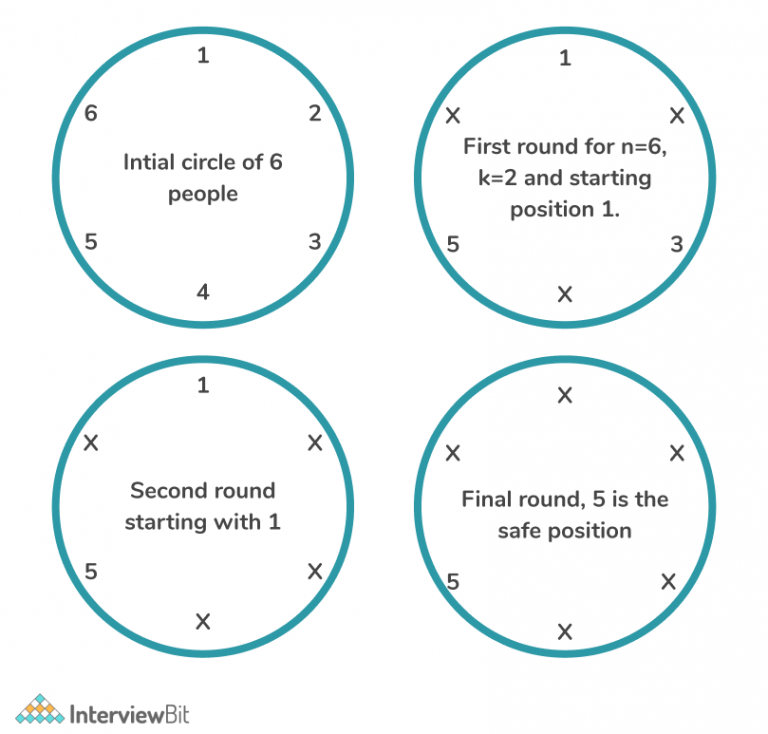 1
6
2
Intial circle of 6
people
5
3
4
1
X
X
First round for n=6,
k=2 and starting
position 1.
5
3
X
1
X
X
Second round
starting with 1
5
X
X
X
X
X
Final round, 5 is the
safe position
5
X
X
InterviewBit